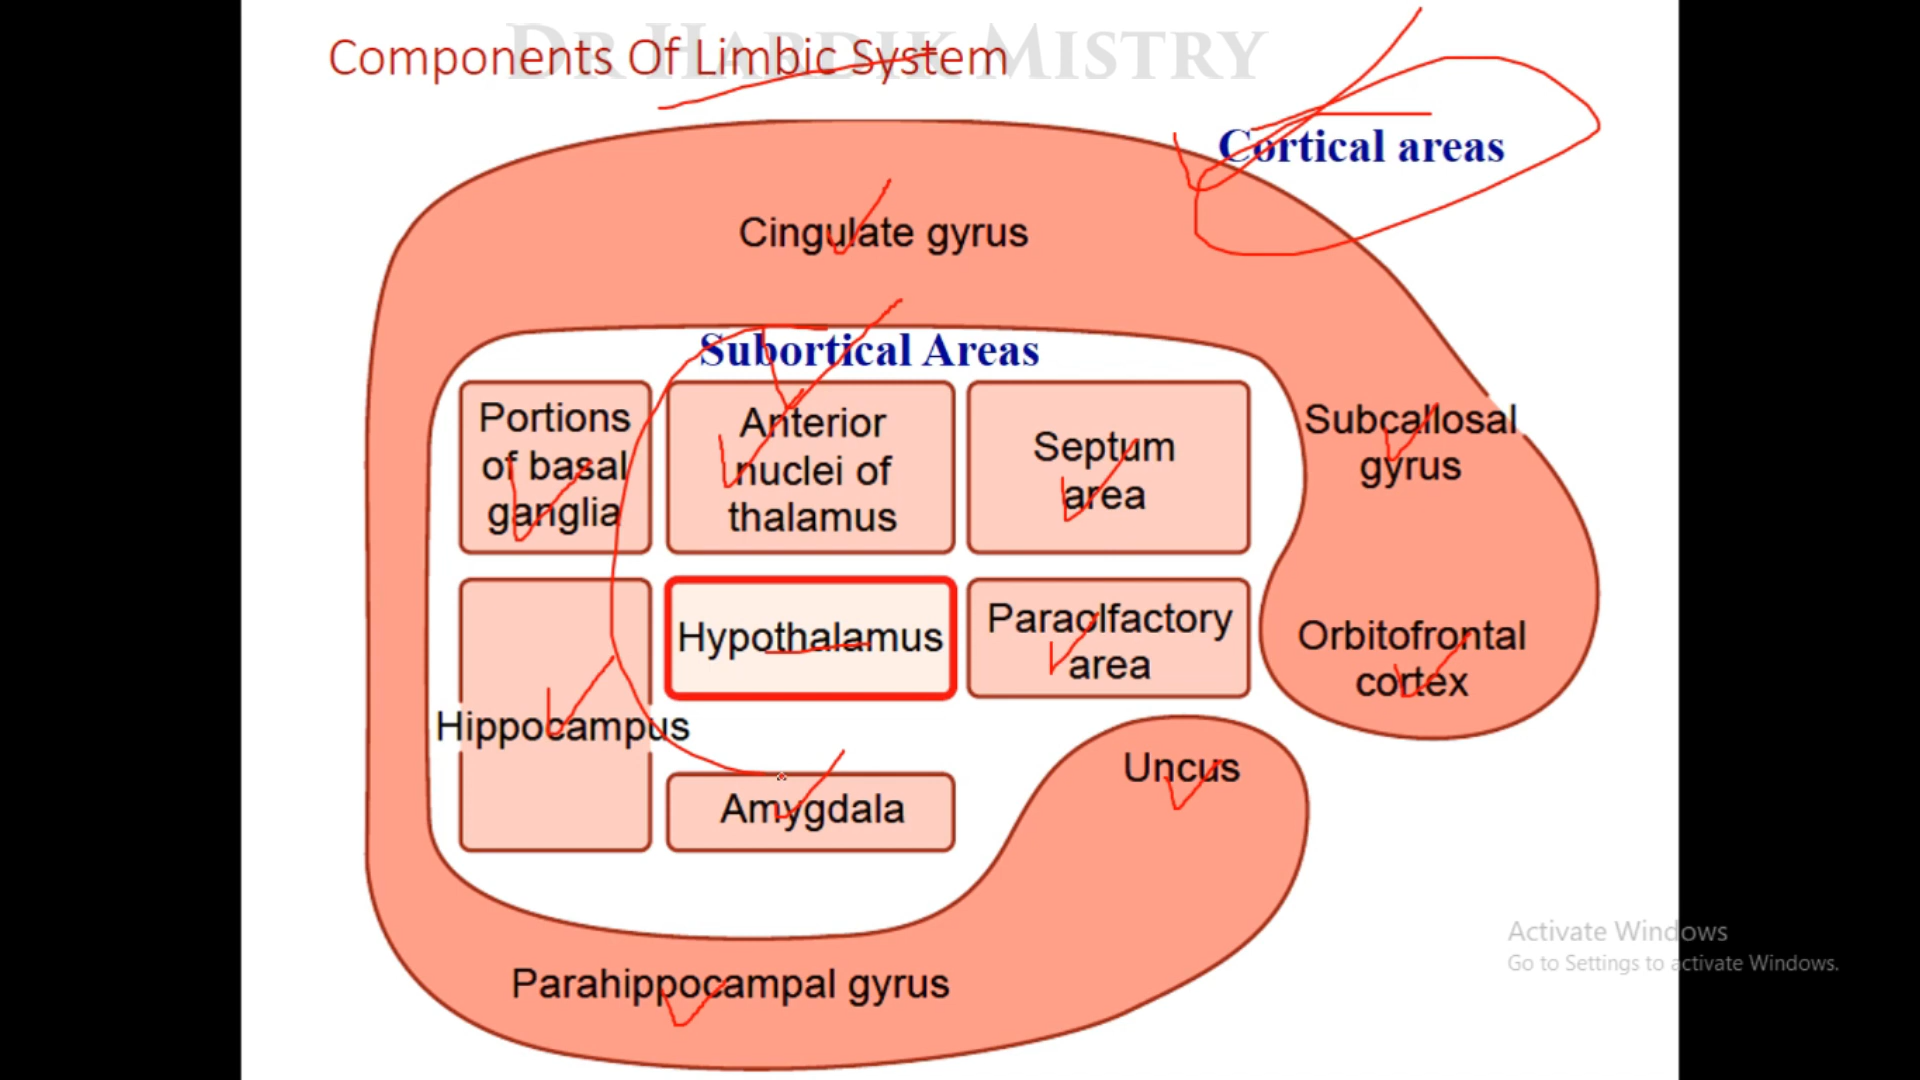 DR HARDIK MISTRY
Components Of Limbic System
Cortical areas
Cingulate gyrus
Subortical Areas
Portions
of basal
ganglia
Anterior
nuclei of
thalamus
Septum
area
Subcallosal
gyrus
Hypothalamus
Paraolfactory
area
Orbitofrontal
cortex
Hippocampus
Amygdala
Uncus
Parahippocampal gyrus
Activate Windows
Go to Settings to activate Windows.